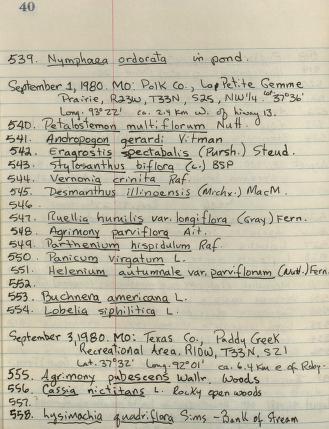 40
539. Nymphaea ordorata in pond.
September 1, 1980. MO: Polk Co., La Petite Gemme
Prairie, R23W, T33N, S25, NW¼ Lat. 37°36'
Long. 93°22' ca. 2.4 km w. of hiway 13.
540. Petalostemon multiflorum Nutt.
541. Andropogon gerardi Vitman
542. Eragrostis spectabalis (Pursh.) Steud.
543. Stylosanthus biflora (L.) BSP
544. Vernonia crinita Raf.
545. Desmanthus illinoensis (Michx.) MacM.
546.
547. Ruellia humilis var. longiflora (Gray) Fern.
548. Agrimony parviflora Ait.
549. Parthenium hispidulum Raf.
550. Panicum virgatum L.
551. Helenium autumnale var. parviflorum (Nutt.) Fern.
552.
553. Buchnera americana L.
554. Lobelia siphilitica L.
September 3, 1980. MO: Texas Co., Paddy Creek
Recreational Area. R10W, T33N, S21
Lat. 37°32' Long. 92°01' ca. 6.4 km e of Roby.
555. Agrimony pubescens Wallr. Woods
556. Cassia nictitans L. Rocky open woods
557.
558. Lysimachia quadriflora Sims - Bank of Stream